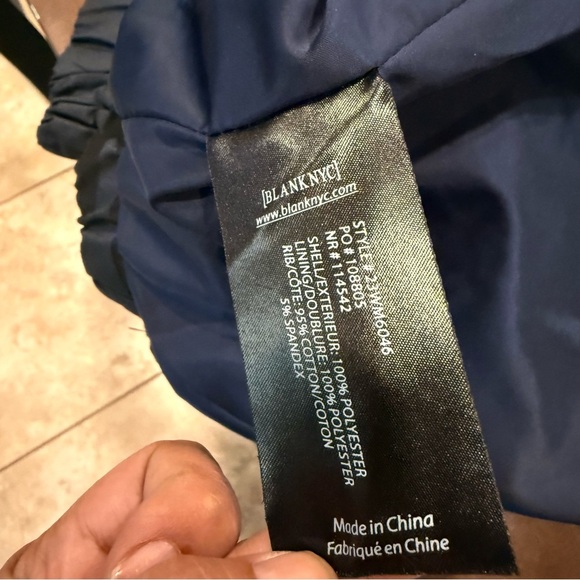 [BLANKNYC]
www.blanknyc.com
STYLE# 23WM6046
PO # 108805
NR # 114542
SHELL/EXTERIEUR: 100% POLYESTER
LINING/DOUBLURE: 100% POLYESTER
RIB/CÔTE: 95% COTTON/COTON
5% SPANDEX
Made in China
Fabriqué en Chine